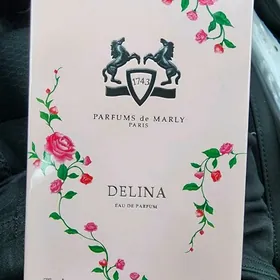 1743
PARFUMS de MARLY
PARIS
DELINA
EAU DE PARFUM